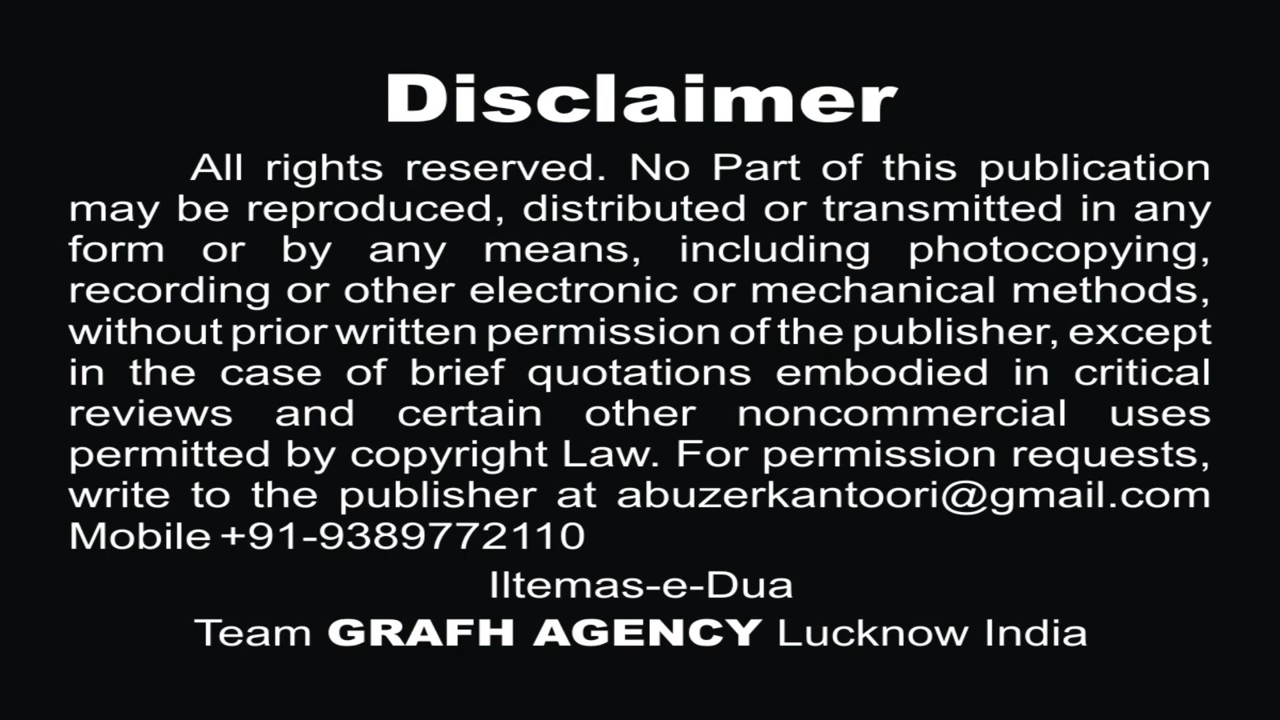 Disclaimer
All rights reserved. No Part of this publication
may be reproduced, distributed or transmitted in any
form or by any means, including photocopying,
recording or other electronic or mechanical methods,
without prior written permission of the publisher, except
in the case of brief quotations embodied in critical
reviews and certain other noncommercial uses
permitted by copyright Law. For permission requests,
write to the publisher at abuzerkantoori@gmail.com
Mobile +91-9389772110
IItemas-e-Dua
Team GRAFH AGENCY Lucknow India